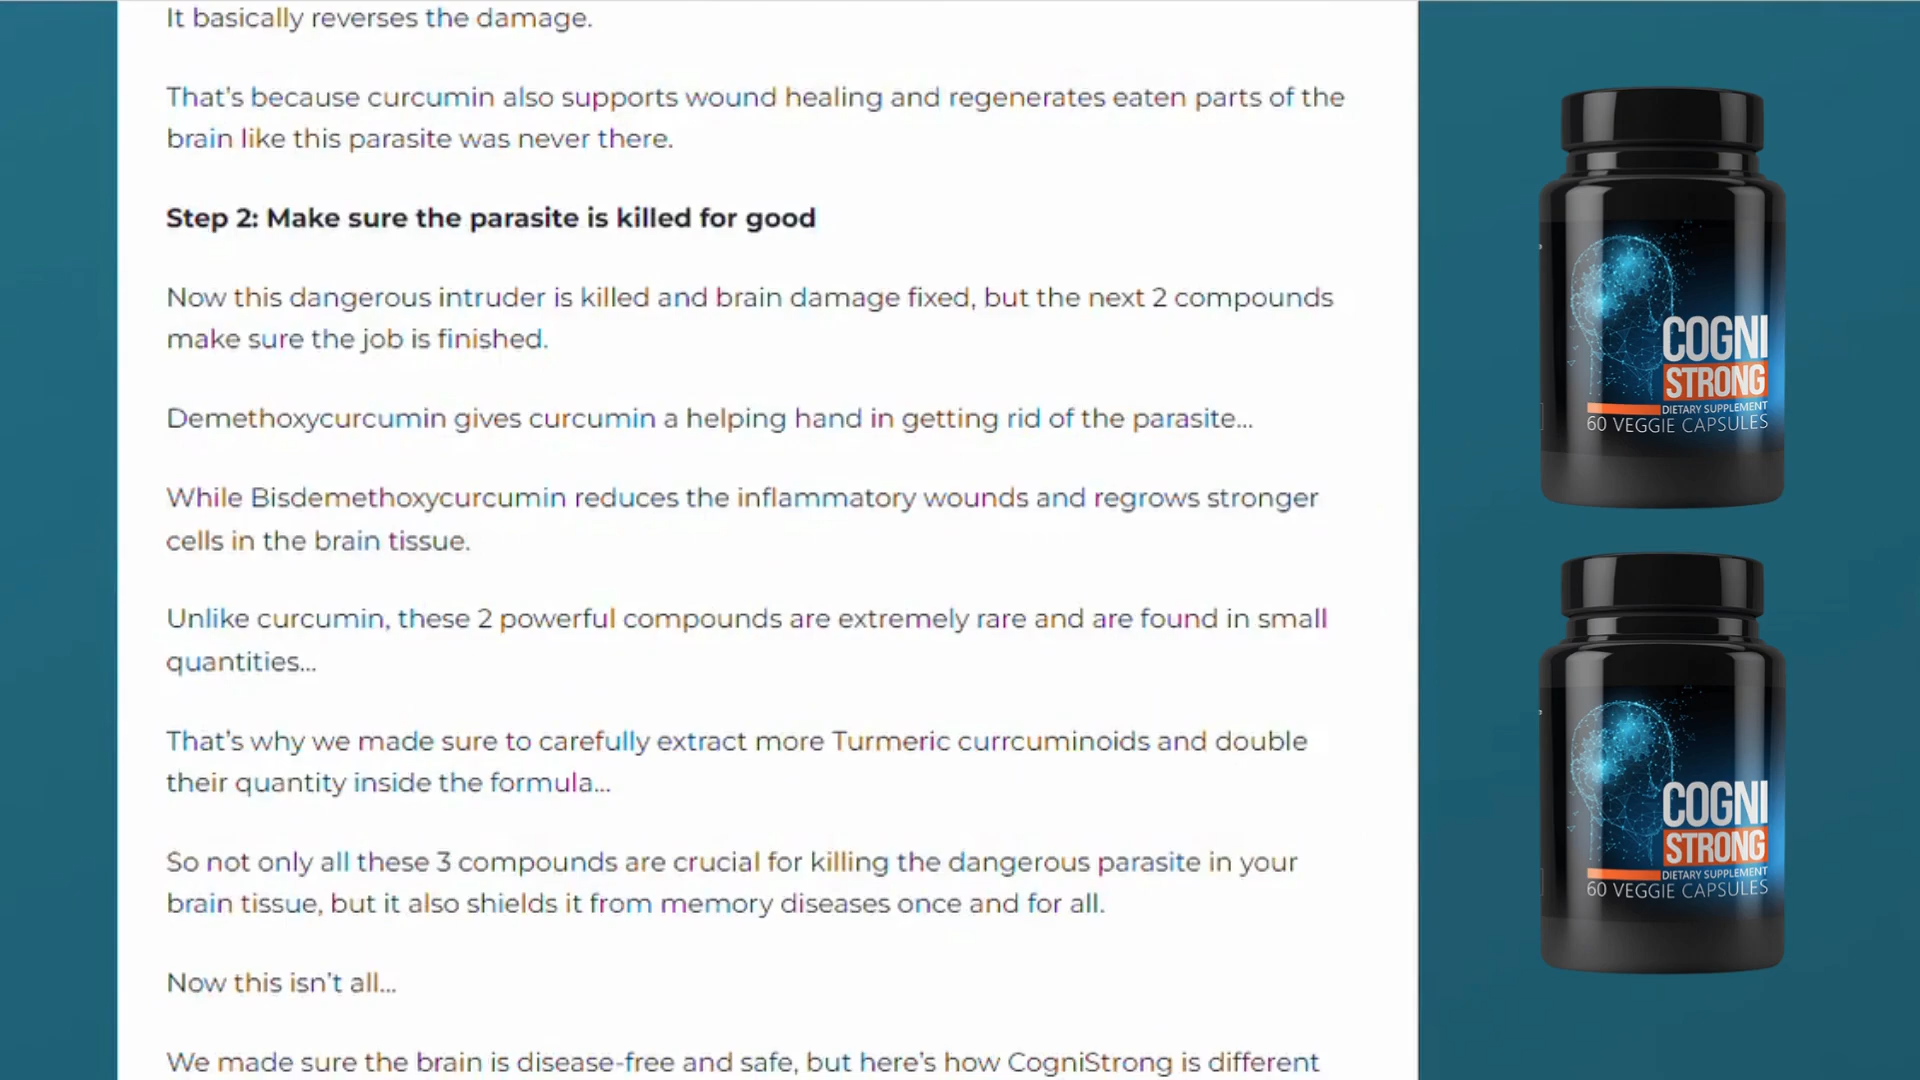 It basically reverses the damage.
That's because curcumin also supports wound healing and regenerates eaten parts of the
brain like this parasite was never there.
Step 2: Make sure the parasite is killed for good
Now this dangerous intruder is killed and brain damage fixed, but the next 2 compounds
make sure the job is finished.
Demethoxycurcumin gives curcumin a helping hand in getting rid of the parasite...
While Bisdemethoxycurcumin reduces the inflammatory wounds and regrows stronger
cells in the brain tissue.
Unlike curcumin, these 2 powerful compounds are extremely rare and are found in small
quantities...
That's why we made sure to carefully extract more Turmeric currcuminoids and double
their quantity inside the formula...
So not only all these 3 compounds are crucial for killing the dangerous parasite in your
brain tissue, but it also shields it from memory diseases once and for all.
Now this isn't all...
We made sure the brain is disease-free and safe, but here's how CogniStrong is different
COGNI
STRONG
DIETARY SUPPLEMENT
60 VEGGIE CAPSULES
COGNI
STRONG
DIETARY SUPPLEMENT
60 VEGGIE CAPSULES